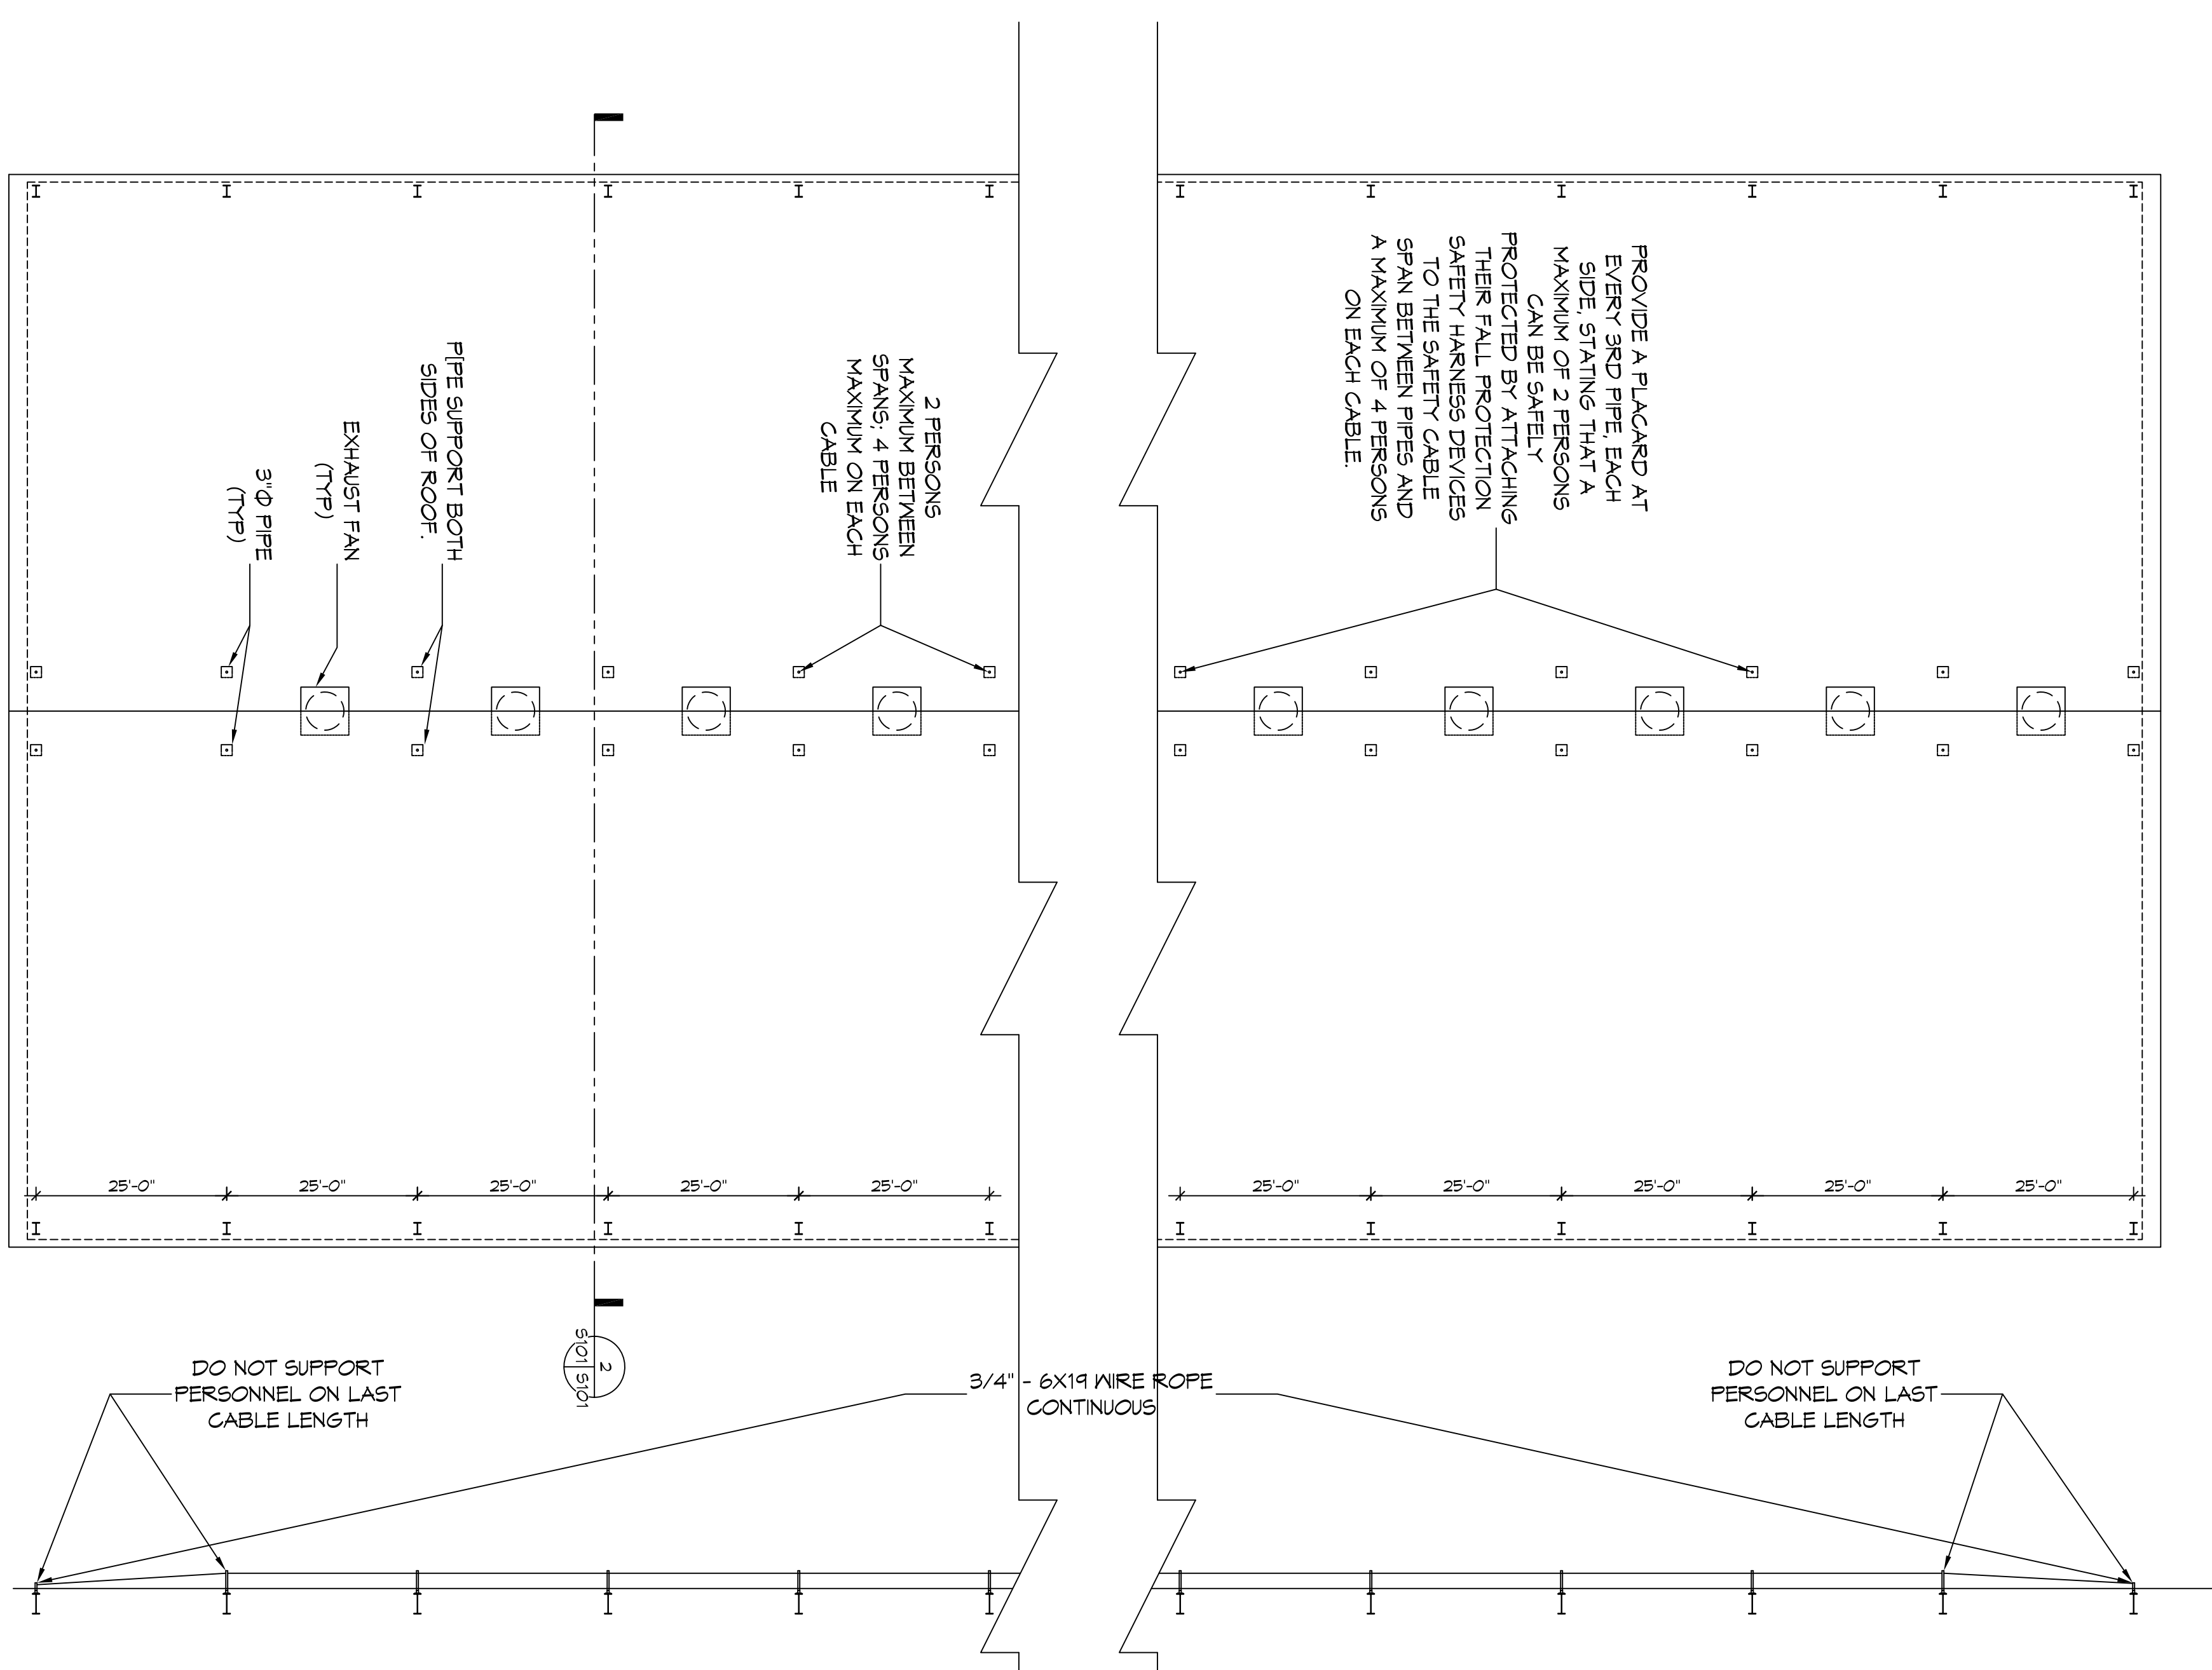 PROVIDE A PLACARD AT
EVERY 3RD PIPE, EACH
SIDE, STATING THAT A
MAXIMUM OF 2 PERSONS
CAN BE SAFELY
PROTECTED BY ATTACHING
THEIR FALL PROTECTION
SAFETY HARNESS DEVICES
TO THE SAFETY CABLE
SPAN BETWEEN PIPES AND
A MAXIMUM OF 4 PERSONS
ON EACH CABLE.
2 PERSONS
MAXIMUM BETWEEN
SPANS; 4 PERSONS
MAXIMUM ON EACH
CABLE
P[PE SUPPORT BOTH
SIDES OF ROOF.
EXHAUST FAN
(TYP)
3"Φ PIPE
(TYP)
25'-0"
25'-0"
25'-0"
25'-0"
25'-0"
25'-0"
25'-0"
25'-0"
25'-0"
25'-0"
2
S101
S101
DO NOT SUPPORT
PERSONNEL ON LAST
CABLE LENGTH
3/4" - 6X19 WIRE ROPE
CONTINUOUS
DO NOT SUPPORT
PERSONNEL ON LAST
CABLE LENGTH